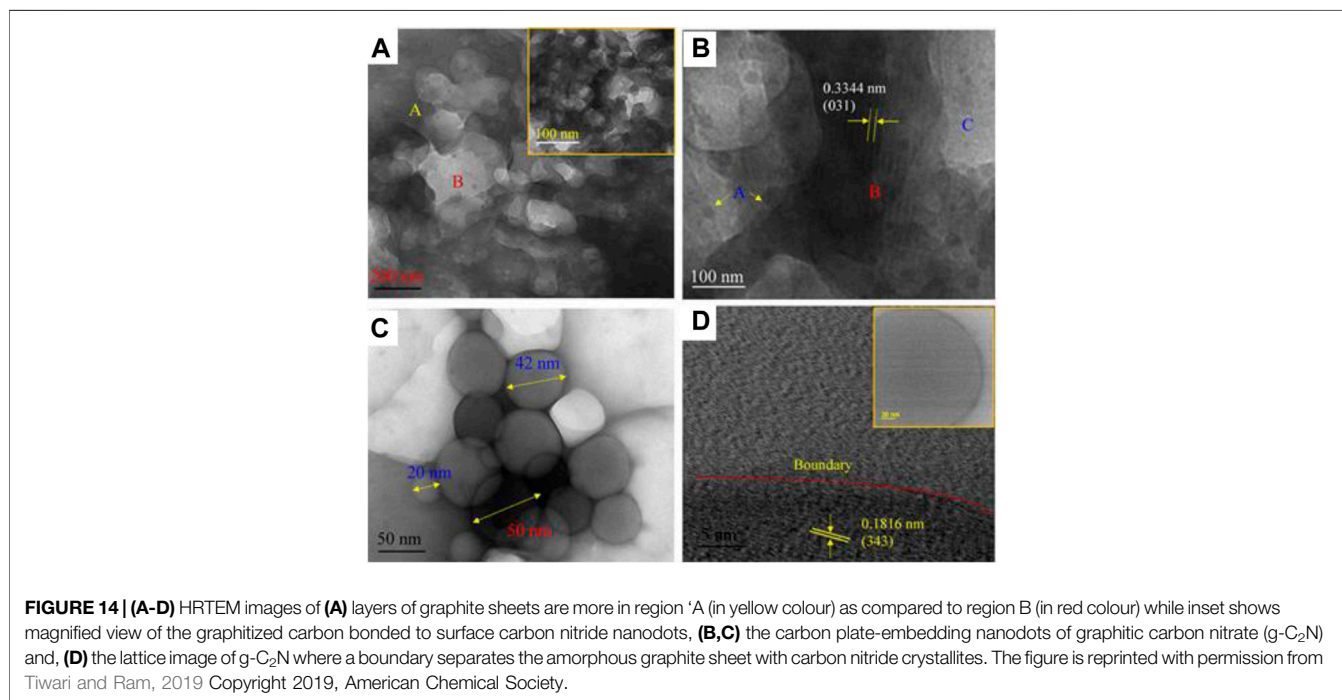 A
A
B
100 nm
200 nm
B
0.3344 nm
(031)
A
B
C
100 nm
C
42 nm
20 nm
50 nm
50 nm
D
20 nm
Boundary
0.1816 nm
(343)
5 nm
FIGURE 14 | (A-D) HRTEM images of (A) layers of graphite sheets are more in region ‘A (in yellow colour) as compared to region B (in red colour) while inset shows
magnified view of the graphitized carbon bonded to surface carbon nitride nanodots, (B,C) the carbon plate-embedding nanodots of graphitic carbon nitrate (g-C₂N)
and, (D) the lattice image of g-C₂N where a boundary separates the amorphous graphite sheet with carbon nitride crystallites. The figure is reprinted with permission from
Tiwari and Ram, 2019 Copyright 2019, American Chemical Society.